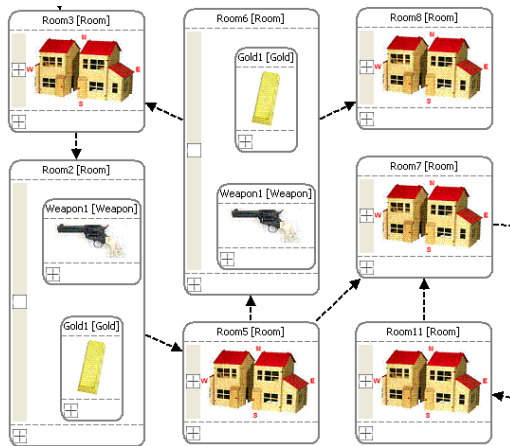 Room3 [Room]
N
W E
S
Room6 [Room]
Gold1 [Gold]
Weapon1 [Weapon]
Room8 [Room]
N
W E
S
Room2 [Room]
Weapon1 [Weapon]
Gold1 [Gold]
Room7 [Room]
N
W E
S
Room5 [Room]
N
W E
S
Room11 [Room]
N
W E
S